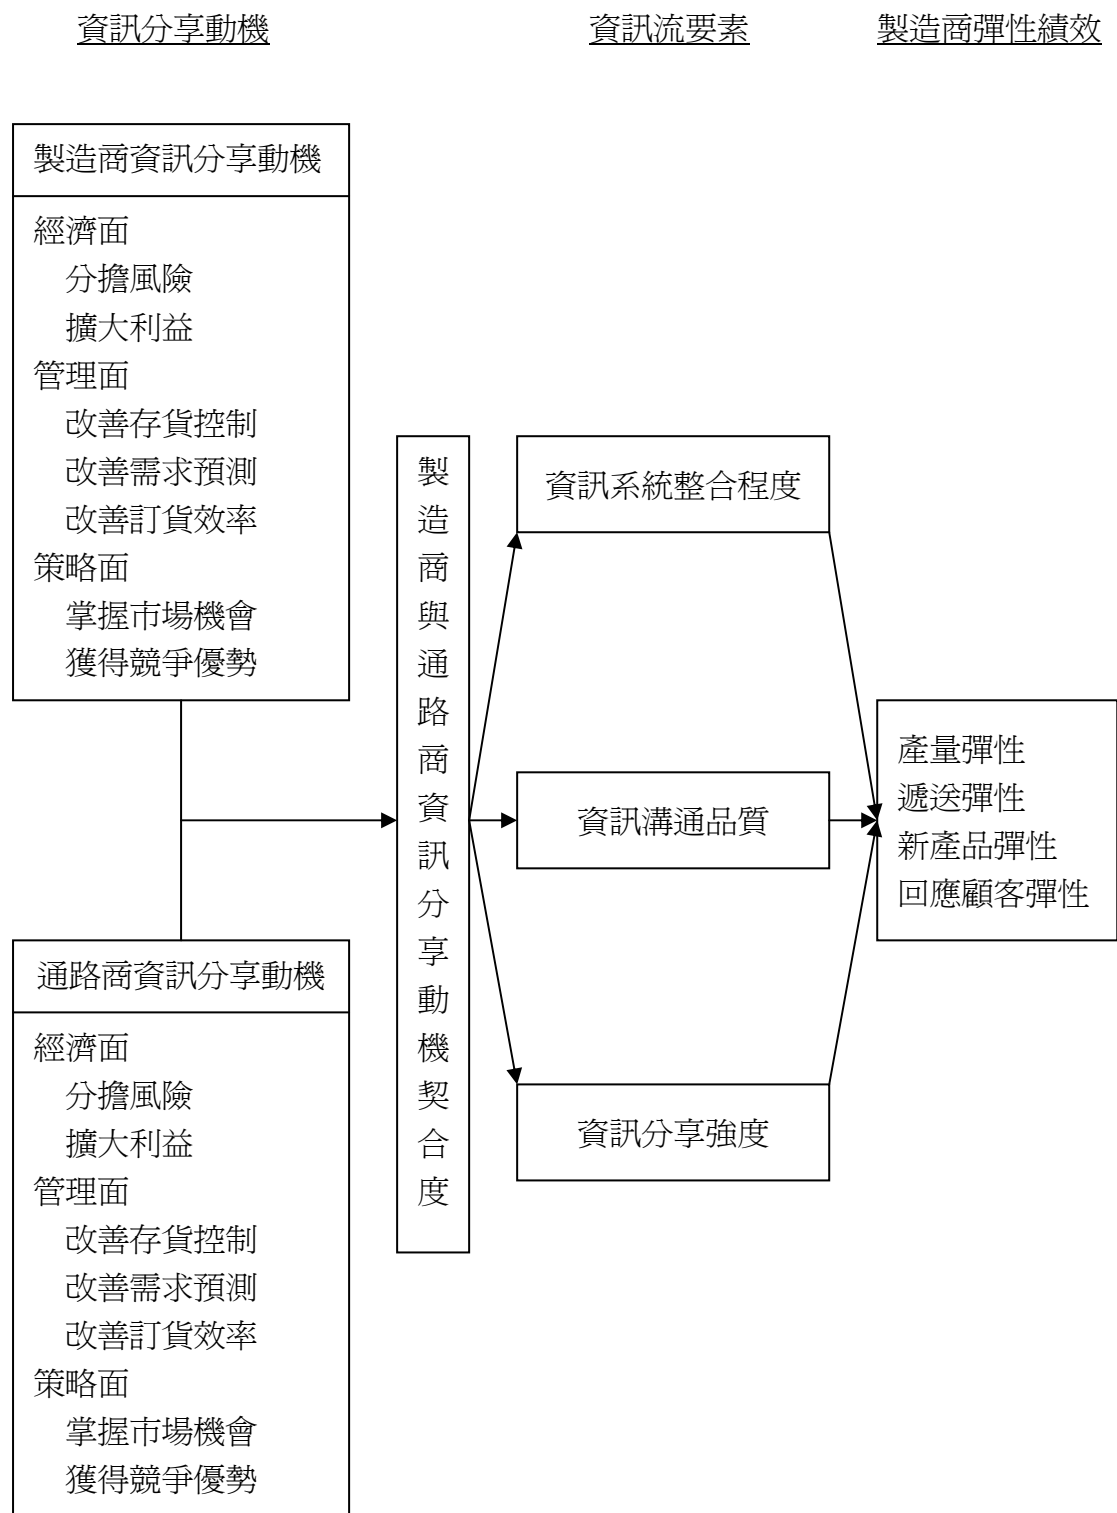 資訊分享動機
資訊流要素
製造商彈性績效
製造商資訊分享動機
經濟面
分擔風險
擴大利益
管理面
改善存貨控制
改善需求預測
改善訂貨效率
策略面
掌握市場機會
獲得競爭優勢
通路商資訊分享動機
經濟面
分擔風險
擴大利益
管理面
改善存貨控制
改善需求預測
改善訂貨效率
策略面
掌握市場機會
獲得競爭優勢
製造商與通路商資訊分享動機契合度
資訊系統整合程度
資訊溝通品質
資訊分享強度
產量彈性
遞送彈性
新產品彈性
回應顧客彈性